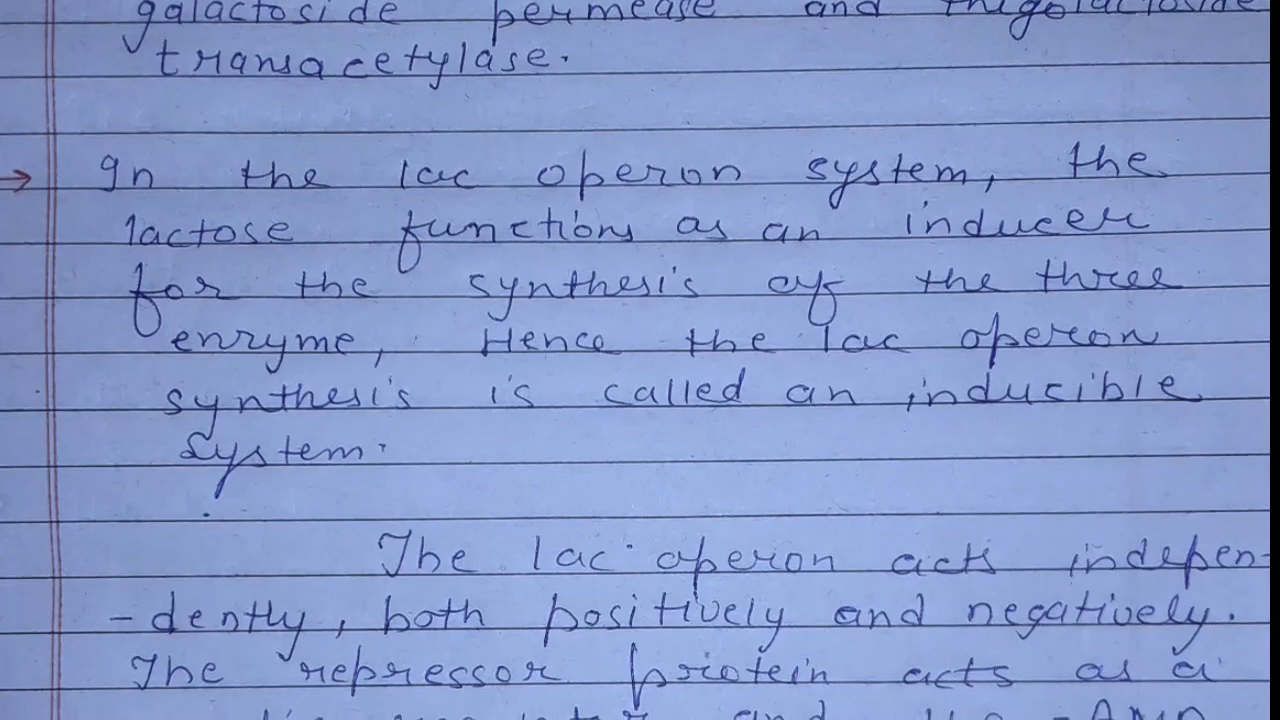 galactoside permease and thigolactoside
transacetylase.
→ In the lac operon system, the
lactose functions as an inducer
for the synthesis of the three
enzyme, Hence the lac operon
synthesis is called an inducible
system.
The lac operon acts indepen-
-dently, both positively and negatively.
The repressor protein acts as a
and